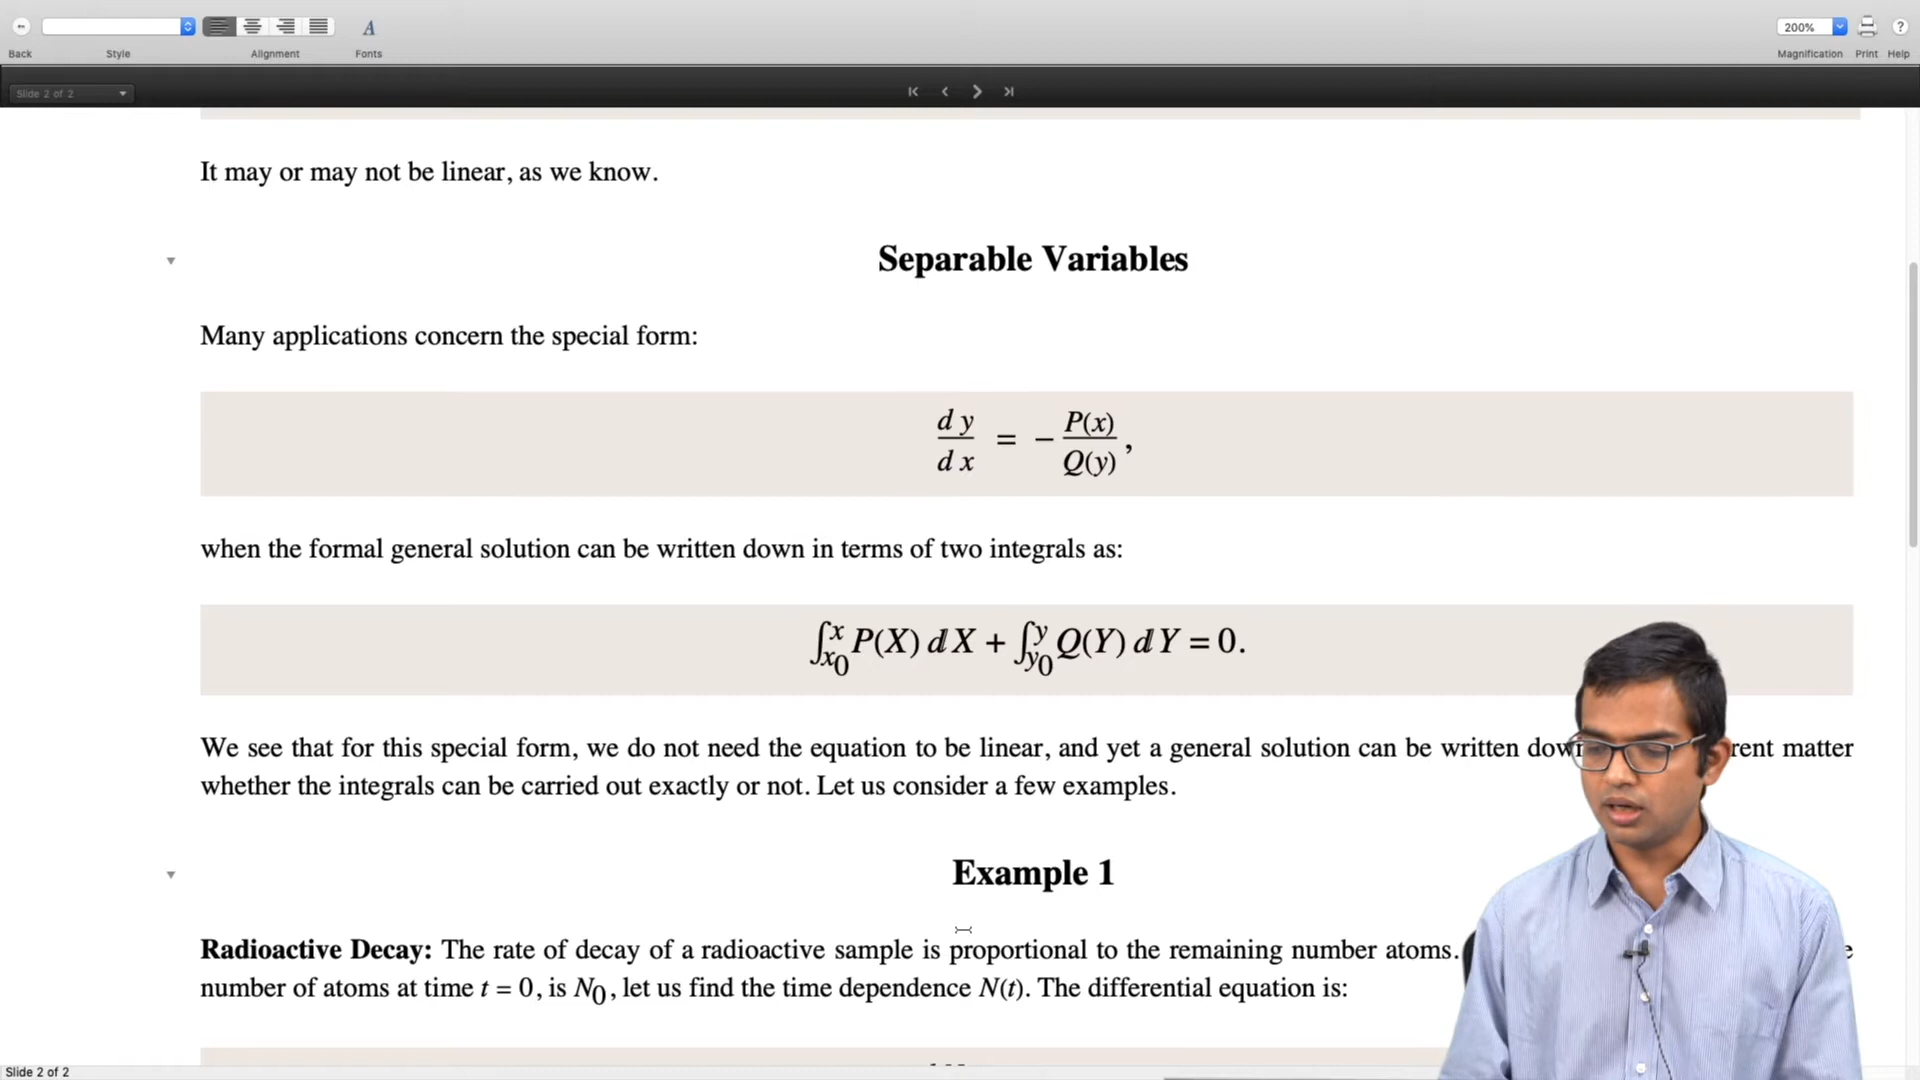 200%
Back Style Alignment Fonts Magnification Print Help
Slide 2 of 2
It may or may not be linear, as we know.
Separable Variables
Many applications concern the special form:
d y / d x = − P(x) / Q(y) ,
when the formal general solution can be written down in terms of two integrals as:
∫_{x0}^{x} P(X) dX + ∫_{y0}^{y} Q(Y) dY = 0.
We see that for this special form, we do not need the equation to be linear, and yet a general solution can be written matter
whether the integrals can be carried out exactly or not. Let us consider a few examples.
Example 1
Radioactive Decay: The rate of decay of a radioactive sample is proportional to the remaining number atoms.
number of atoms at time t = 0, is N0, let us find the time dependence N(t). The differential equation is:
Slide 2 of 2